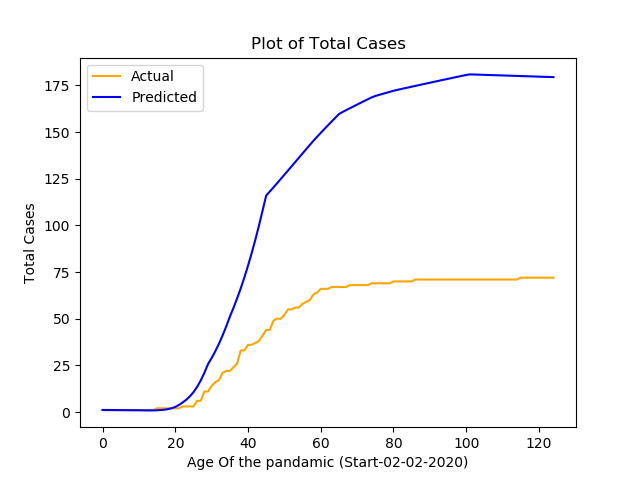 Plot of Total Cases
Actual
Predicted
175
150
125
100
75
50
25
0
Total Cases
0 20 40 60 80 100 120
Age Of the pandamic (Start-02-02-2020)